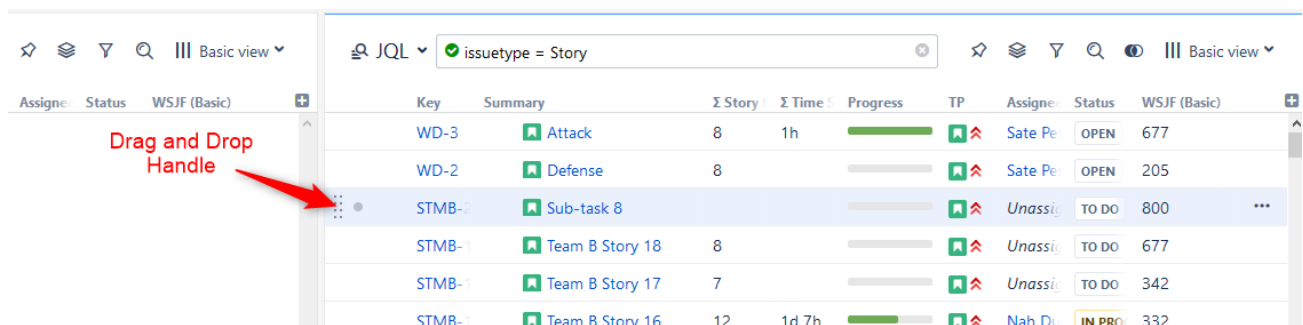 Basic view
JQL issuetype = Story Basic view
Assignee Status WSJF (Basic)
Key Summary Σ Story Σ Time S Progress TP Assignee Status WSJF (Basic)
Drag and Drop
Handle
WD-3 Attack 8 1h Sate Pe OPEN 677
WD-2 Defense 8 Sate Pe OPEN 205
STMB-2 Sub-task 8 Unassig TO DO 800
STMB-1 Team B Story 18 8 Unassig TO DO 677
STMB-1 Team B Story 17 7 Unassig TO DO 342
STMB-1 Team B Story 16 12 1d 7h Nah Du IN PRO 332